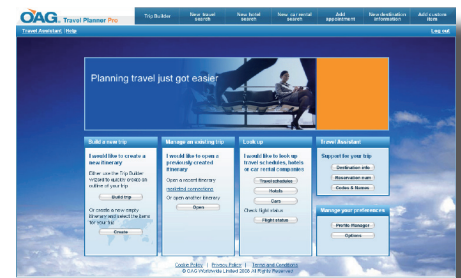 OAG Travel Planner Pro
Trip Builder
New travel search
New hotel search
New car rental search
Add appointment
New destination information
Add custom item
Travel Assistant | Help
Log out
Planning travel just got easier
Build a new trip
I would like to create a
new itinerary
Either use the Trip Builder
Wizard to quickly create an
outline of your trip
Build trip
Or create a new empty
itinerary and select the items
for your trip
Create
Manage an existing trip
I would like to open a
previously created
itinerary
Open a recent itinerary
Or open another itinerary
Open
Look up
I would like to look up
travel schedules, hotels
or car rental companies
Travel schedules
Hotels
Cars
Check flight status
Flight status
Travel Assistant
Support for your trip
Destination info
Reservation num
Codes & Names
Manage your preferences
Profile Manager
Options
Cookie Policy | Privacy Policy | Terms and Conditions
© OAG Worldwide Limited 2006 All Rights Reserved